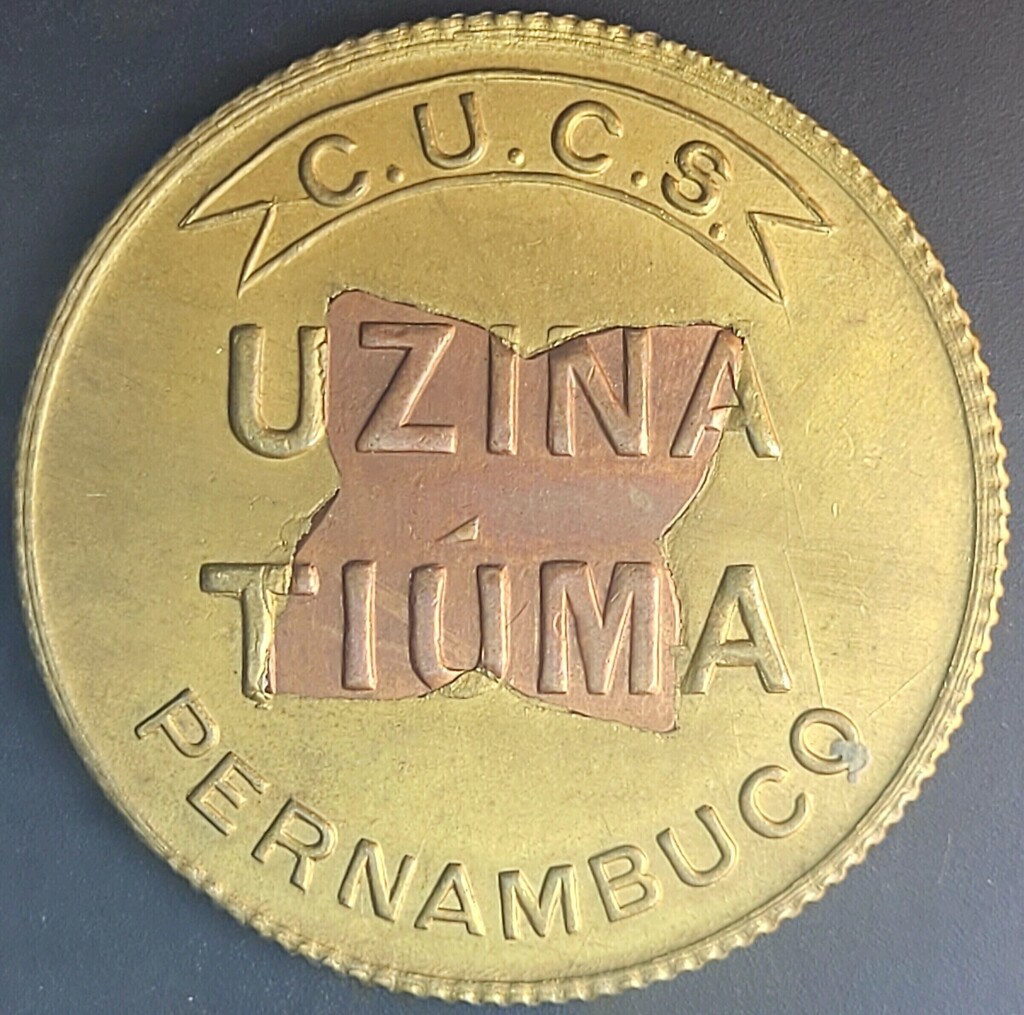 C.U.C.S.
UZINA
TIÚMA
PERNAMBUCO